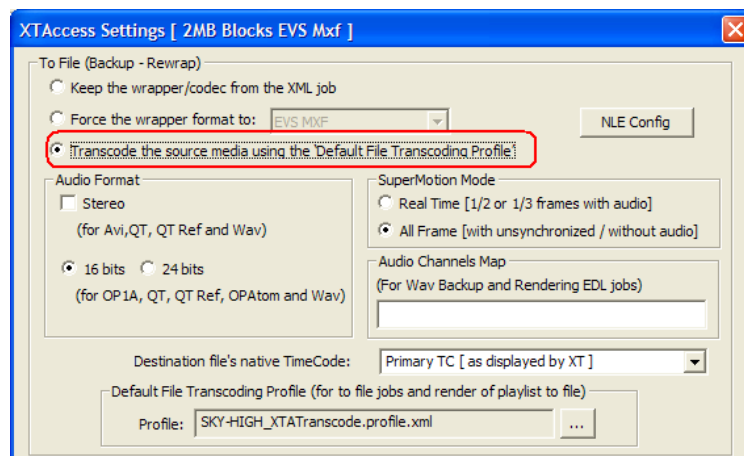 XTAccess Settings [ 2MB Blocks EVS Mxf ]
To File (Backup - Rewrap)
Keep the wrapper/codec from the XML job
Force the wrapper format to: EVS MXF NLE Config
Transcode the source media using the 'Default File Transcoding Profile'
Audio Format
Stereo
(for Avi,QT, QT Ref and Wav)
16 bits 24 bits
(for OP1A, QT, QT Ref, OPAtom and Wav)
SuperMotion Mode
Real Time [1/2 or 1/3 frames with audio]
All Frame [with unsynchronized / without audio]
Audio Channels Map
(For Wav Backup and Rendering EDL jobs)
Destination file's native TimeCode: Primary TC [ as displayed by XT ]
Default File Transcoding Profile (for to file jobs and render of playlist to file)
Profile: SKY-HIGH_XTATranscode.profile.xml ...